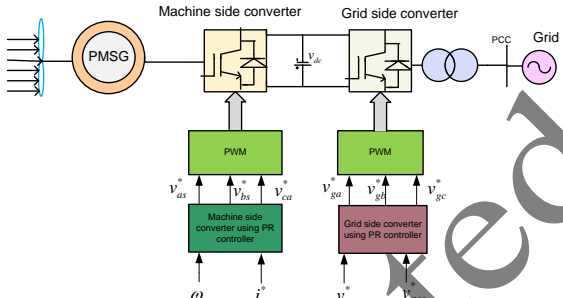 Machine side converter
Grid side converter
PMSG
v_dc
PCC
Grid
PWM
PWM
v*_as
v*_bs
v*_ca
v*_ga
v*_gb
v*_gc
Machine side
converter using PR
controller
Grid side converter
using PR controller